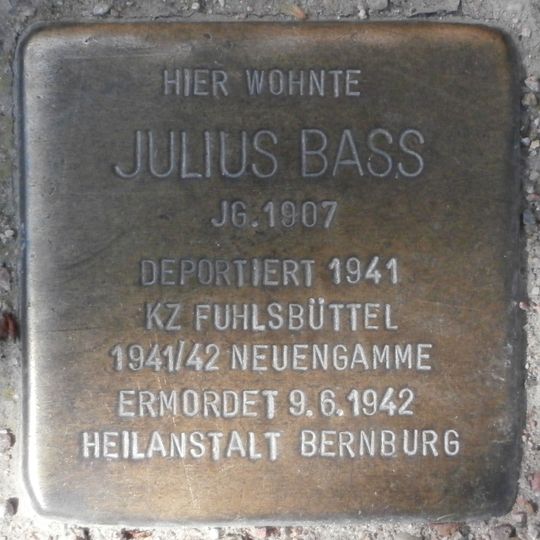 HIER WOHNTE
JULIUS BASS
JG. 1907
DEPORTIERT 1941
KZ FUHLSBÜTTEL
1941/42 NEUENGAMME
ERMORDET 9.6.1942
HEILANSTALT BERNBURG